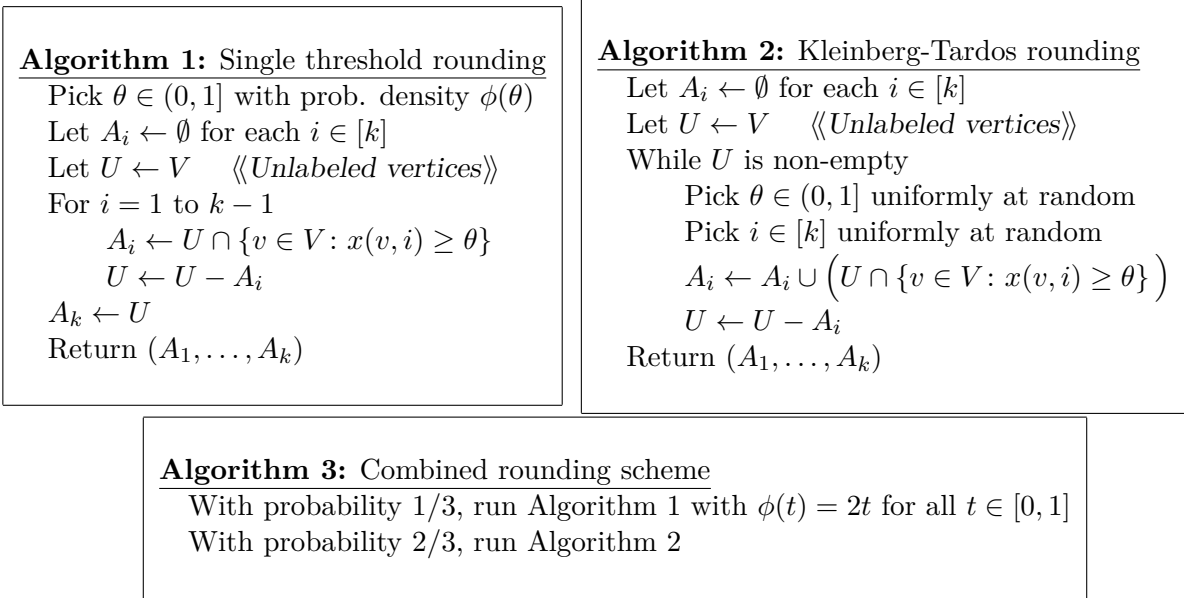 Algorithm 1: Single threshold rounding
Pick θ ∈ (0, 1] with prob. density ϕ(θ)
Let A_i ← ∅ for each i ∈ [k]
Let U ← V ⟪Unlabeled vertices⟫
For i = 1 to k − 1
A_i ← U ∩ {v ∈ V : x(v, i) ≥ θ}
U ← U − A_i
A_k ← U
Return (A_1, . . . , A_k)
Algorithm 2: Kleinberg-Tardos rounding
Let A_i ← ∅ for each i ∈ [k]
Let U ← V ⟪Unlabeled vertices⟫
While U is non-empty
Pick θ ∈ (0, 1] uniformly at random
Pick i ∈ [k] uniformly at random
A_i ← A_i ∪ (U ∩ {v ∈ V : x(v, i) ≥ θ})
U ← U − A_i
Return (A_1, . . . , A_k)
Algorithm 3: Combined rounding scheme
With probability 1/3, run Algorithm 1 with ϕ(t) = 2t for all t ∈ [0, 1]
With probability 2/3, run Algorithm 2